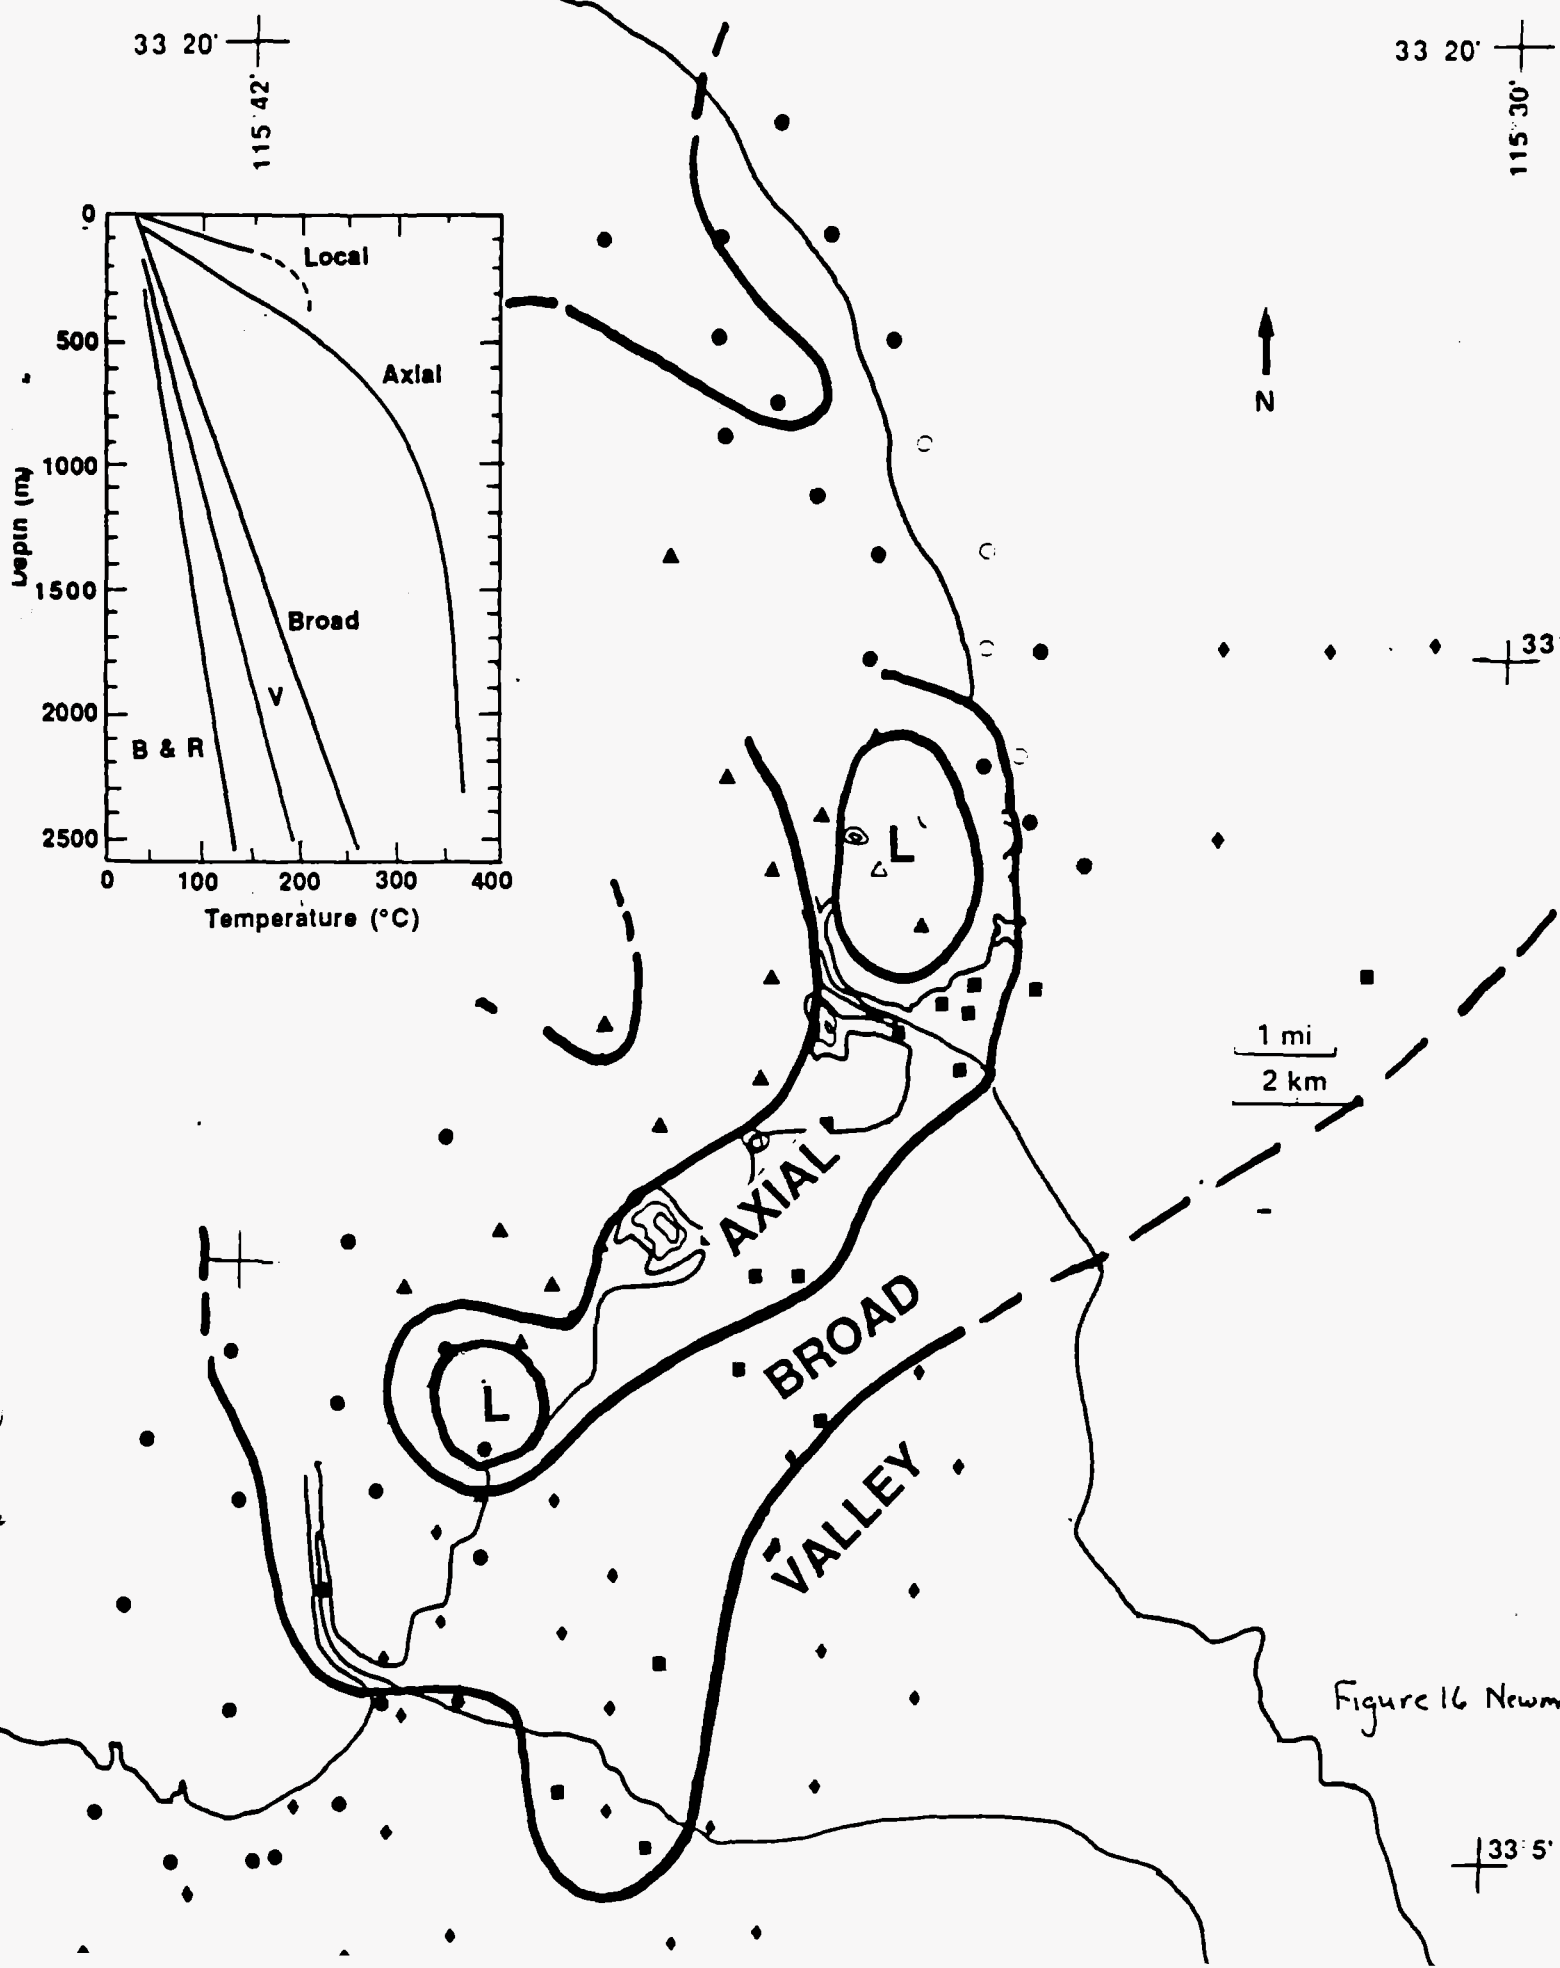 33 20'
115 42'
33 20'
115 30'
0
Local
500
Axial
N
1000
Depth (m)
1500
Broad
33
2000
V
B & R
2500
L
0 100 200 300 400
Temperature (°C)
1 mi
2 km
AXIAL
BROAD
L
VALLEY
Figure 16 Newm
33 5'